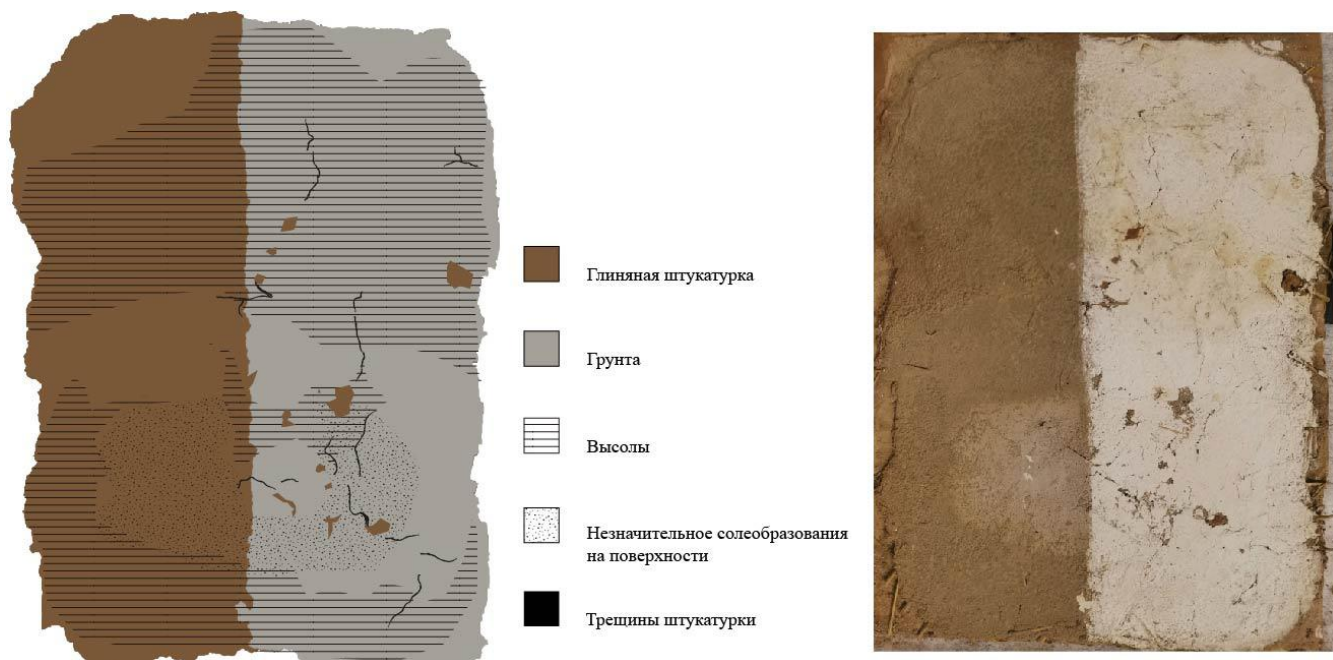 Глиняная штукатурка
Грунта
Высолы
Незначительное солеобразования
на поверхности
Трещины штукатурки